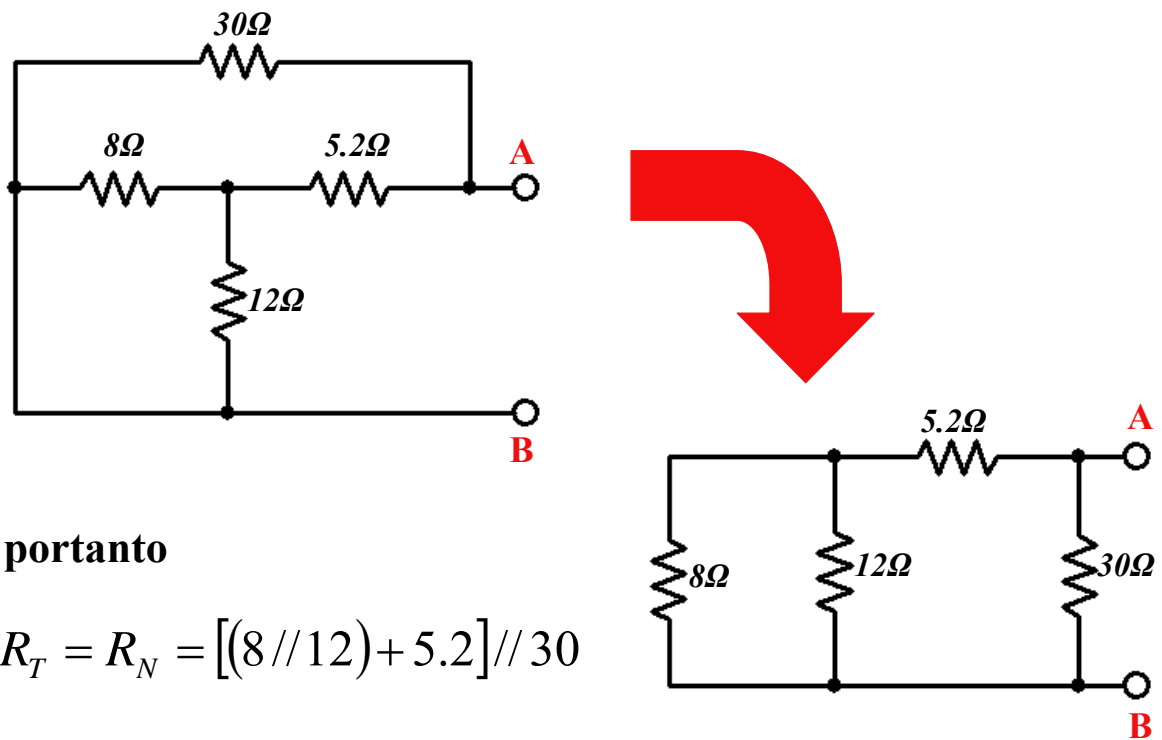 30Ω
8Ω
5.2Ω
A
12Ω
B
5.2Ω
A
8Ω
12Ω
30Ω
B
portanto
R_T = R_N = [(8//12)+5.2]//30